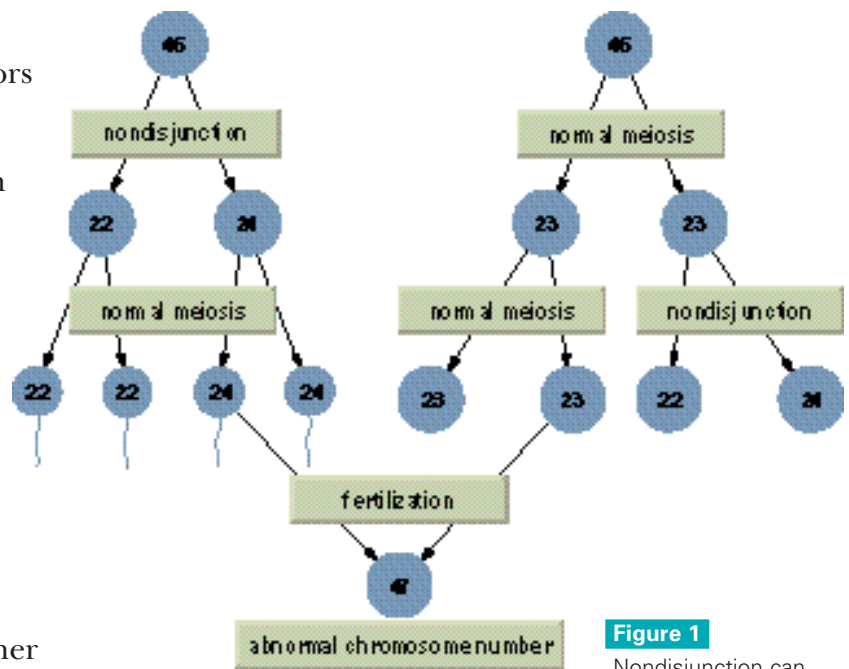 46
46
ors
nondisjunction
normal meiosis
n
22
24
23
23
normal meiosis
normal meiosis
nondisjunction
22
22
24
24
23
23
22
24
fertilization
47
abnormal chromosome number
ner
Figure 1
Nondisjunction can